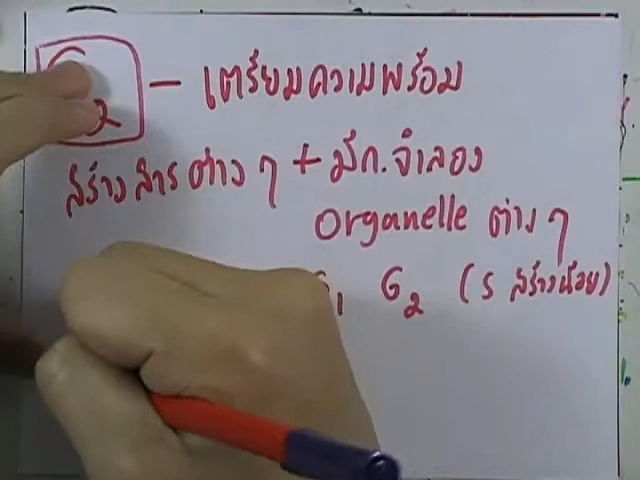 G2 - เตรียมความพร้อม
สร้างสารต่าง ๆ + มีก.จำลอง
organelle ต่าง ๆ
G1 G2 (S สร้างน้อย)